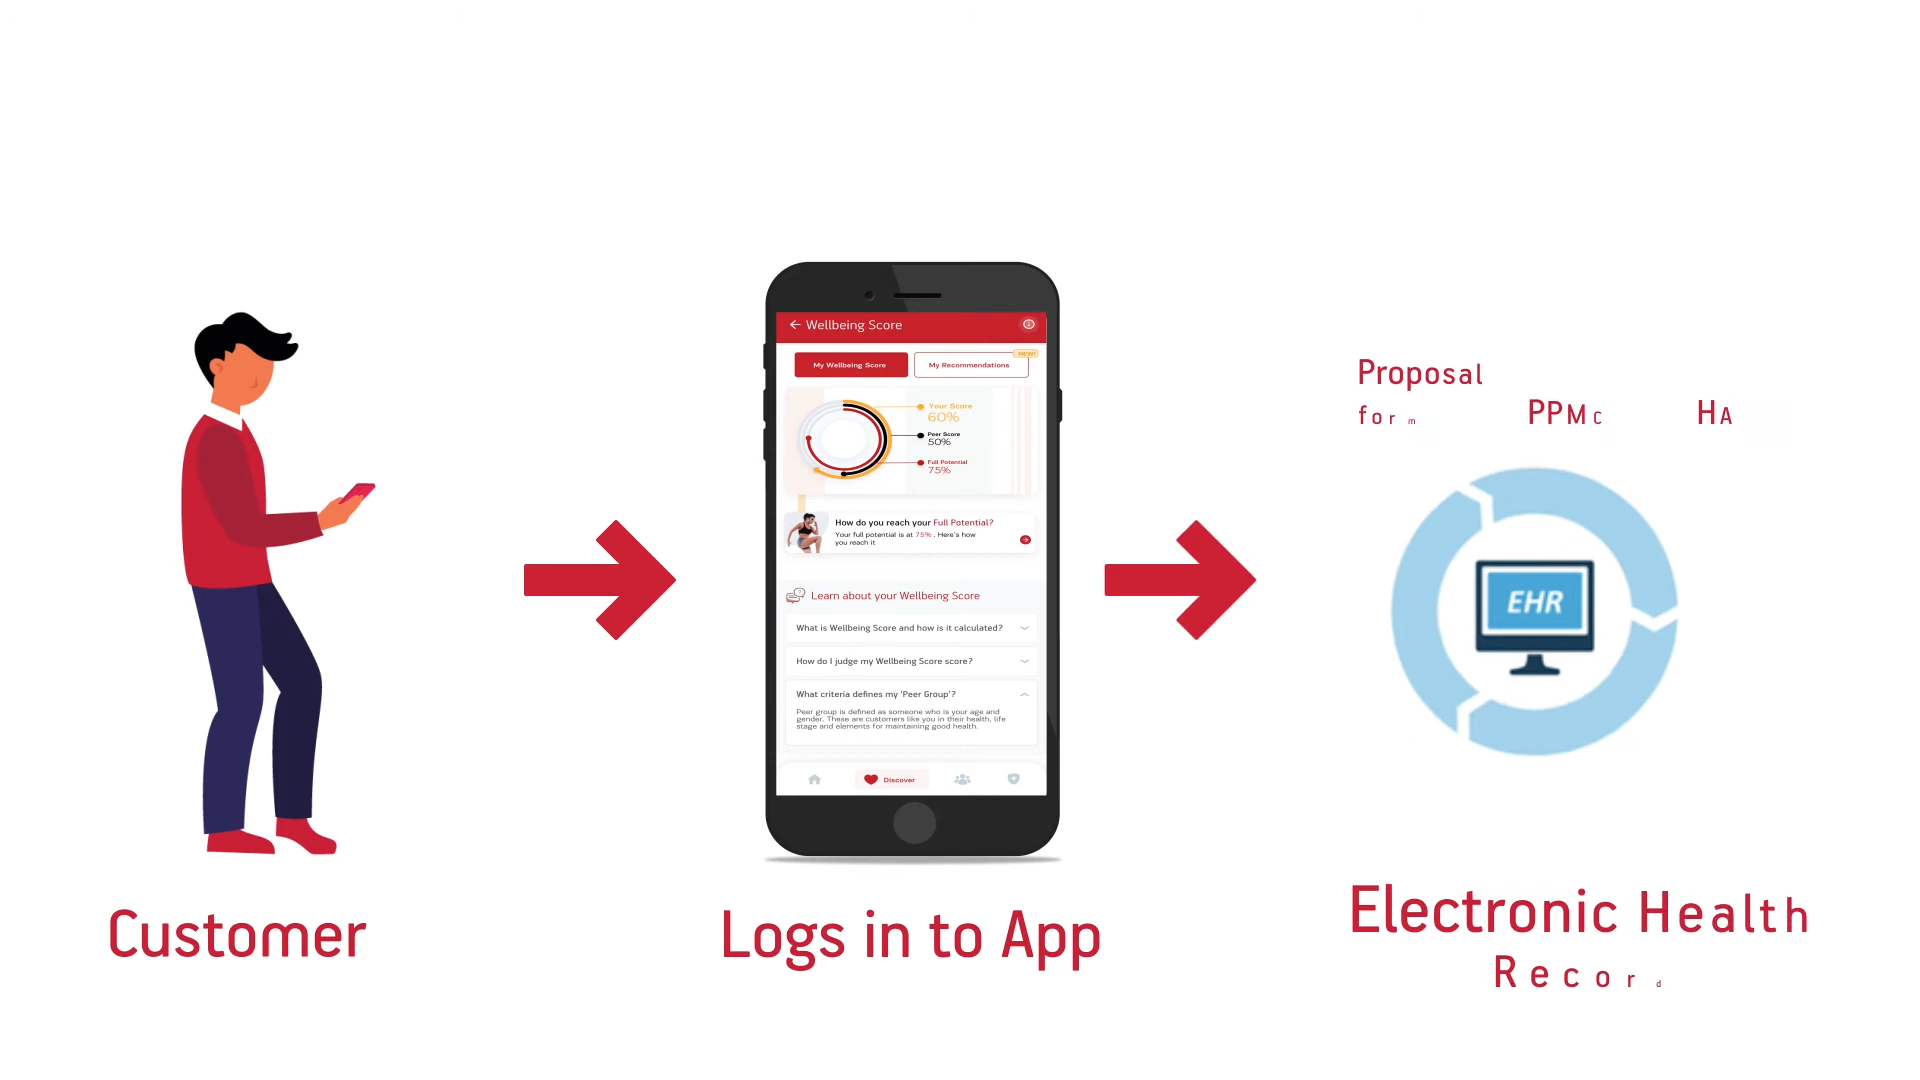 Customer
Wellbeing Score
NEW!
My Wellbeing Score
My Recommendations
Your Score
60%
Peer Score
50%
Full Potential
75%
How do you reach your Full Potential?
Your full potential is at 75% . Here's how
you reach it
Learn about your Wellbeing Score
What is Wellbeing Score and how is it calculated?
How do I judge my Wellbeing Score score?
What criteria defines my 'Peer Group'?
Peer group is defined as someone who is your age and
gender. These are customers like you in their health, life
stage and elements for maintaining good health.
Discover
Logs in to App
Proposal
form
PPMC
HA
EHR
Electronic Health
Record